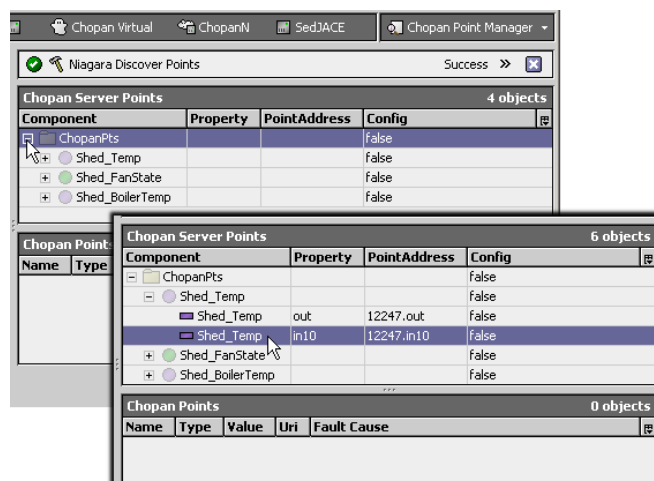 Chopan Virtual ChopanN SedJACE Chopan Point Manager
Niagara Discover Points Success »
Chopan Server Points 4 objects
Component Property PointAddress Config
ChopanPts false
Shed_Temp false
Shed_FanState false
Shed_BoilerTemp false
Chopan Points
Name Type
Chopan Server Points 6 objects
Component Property PointAddress Config
ChopanPts false
Shed_Temp false
Shed_Temp out 12247.out false
Shed_Temp in10 12247.in10 false
Shed_FanState false
Shed_BoilerTemp false
Chopan Points 0 objects
Name Type Value Uri Fault Cause